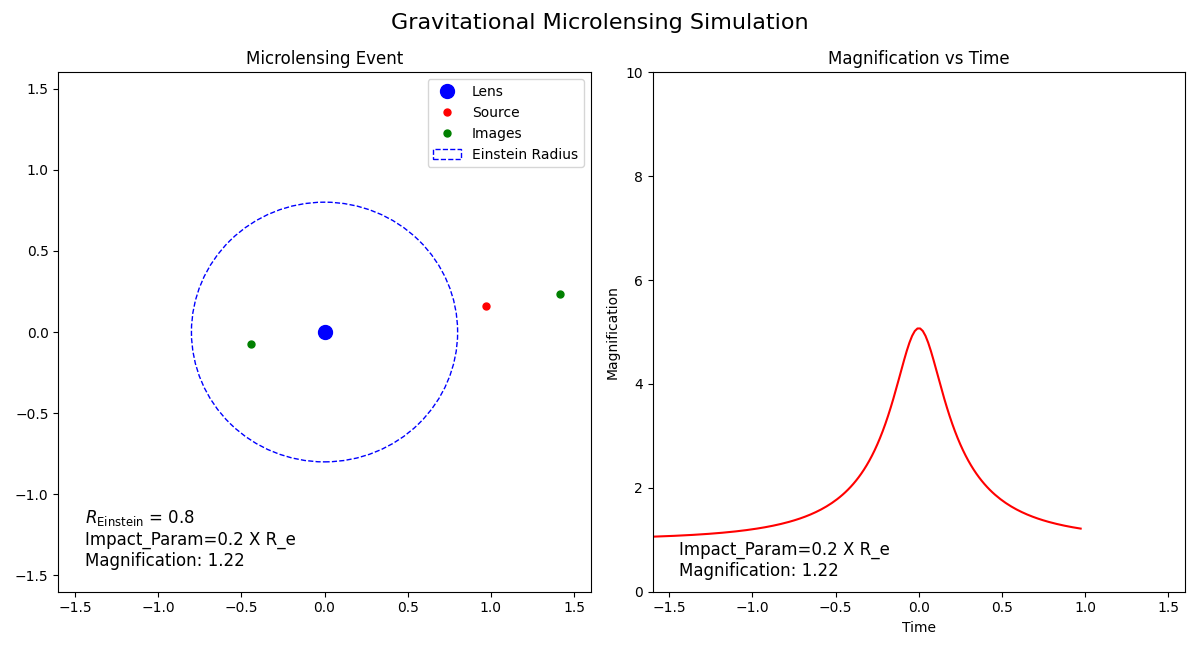 Gravitational Microlensing Simulation
Microlensing Event
1.5
1.0
0.5
0.0
−0.5
−1.0
−1.5
−1.5
−1.0
−0.5
0.0
0.5
1.0
1.5
Lens
Source
Images
Einstein Radius
R_Einstein = 0.8
Impact_Param=0.2 X R_e
Magnification: 1.22
Magnification vs Time
Magnification
10
8
6
4
2
0
−1.5
−1.0
−0.5
0.0
0.5
1.0
1.5
Time
Impact_Param=0.2 X R_e
Magnification: 1.22